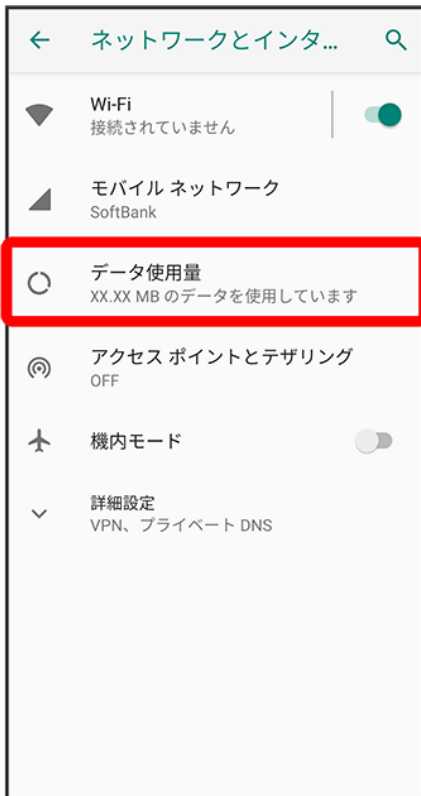 ネットワークとインタ...
Wi-Fi
接続されていません
モバイル ネットワーク
SoftBank
データ使用量
XX.XX MB のデータを使用しています
アクセス ポイントとテザリング
OFF
機内モード
詳細設定
VPN、プライベート DNS